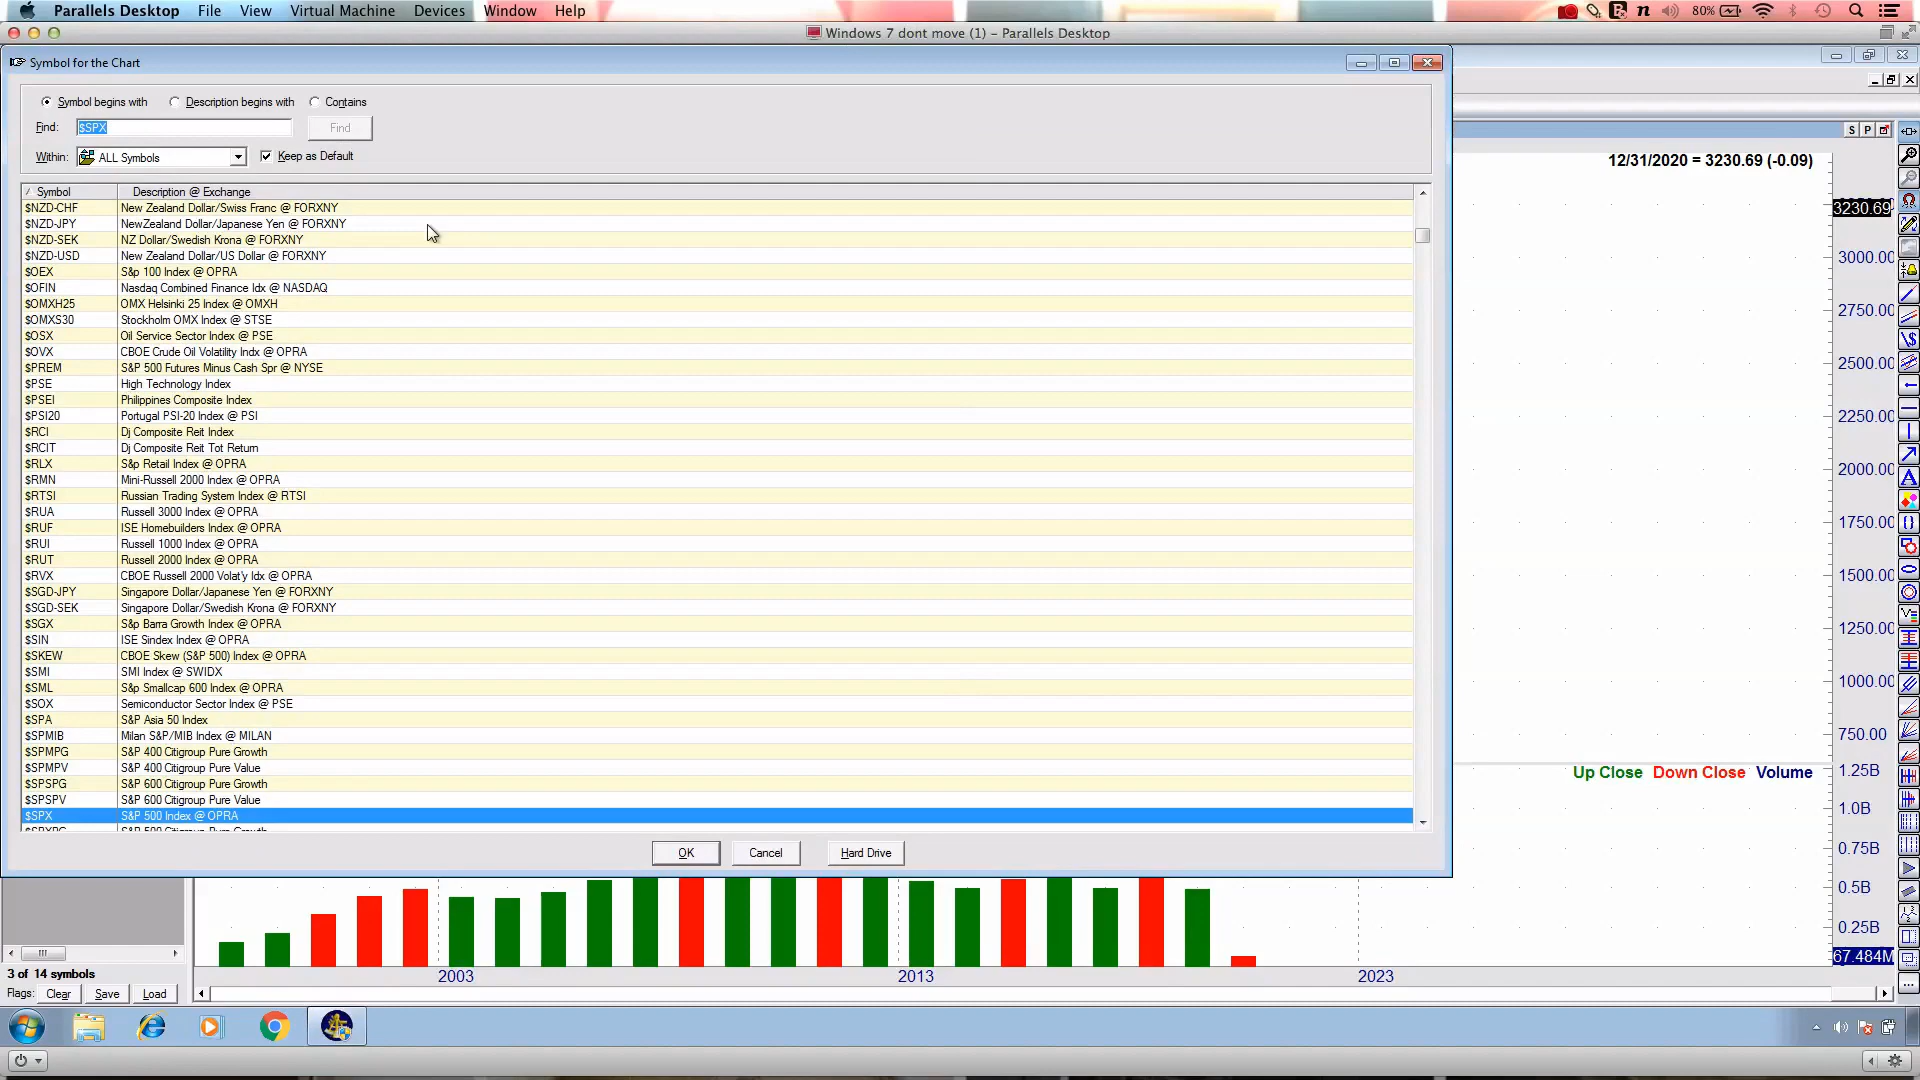 Parallels Desktop File View Virtual Machine Devices Window Help 80%
Windows 7 dont move (1) - Parallels Desktop
Symbol for the Chart
Symbol begins with Description begins with Contains
Find: $SPX Find
Within: ALL Symbols Keep as Default
S P
12/31/2020 = 3230.69 (-0.09)
/ Symbol Description @ Exchange
$NZD-CHF New Zealand Dollar/Swiss Franc @ FORXNY
$NZD-JPY NewZealand Dollar/Japanese Yen @ FORXNY
$NZD-SEK NZ Dollar/Swedish Krona @ FORXNY
$NZD-USD New Zealand Dollar/US Dollar @ FORXNY
$OEX S&p 100 Index @ OPRA
$OFIN Nasdaq Combined Finance Idx @ NASDAQ
$OMXH25 OMX Helsinki 25 Index @ OMXH
$OMXS30 Stockholm OMX Index @ STSE
$OSX Oil Service Sector Index @ PSE
$OVX CBOE Crude Oil Volatility Indx @ OPRA
$PREM S&P 500 Futures Minus Cash Spr @ NYSE
$PSE High Technology Index
$PSEI Philippines Composite Index
$PSI20 Portugal PSI-20 Index @ PSI
$RCI Dj Composite Reit Index
$RCIT Dj Composite Reit Tot Return
$RLX S&p Retail Index @ OPRA
$RMN Mini-Russell 2000 Index @ OPRA
$RTSI Russian Trading System Index @ RTSI
$RUA Russell 3000 Index @ OPRA
$RUF ISE Homebuilders Index @ OPRA
$RUI Russell 1000 Index @ OPRA
$RUT Russell 2000 Index @ OPRA
$RVX CBOE Russell 2000 Volat'y Idx @ OPRA
$SGD-JPY Singapore Dollar/Japanese Yen @ FORXNY
$SGD-SEK Singapore Dollar/Swedish Krona @ FORXNY
$SGX S&p Barra Growth Index @ OPRA
$SIN ISE Sindex Index @ OPRA
$SKEW CBOE Skew (S&P 500) Index @ OPRA
$SMI SMI Index @ SWIDX
$SML S&p Smallcap 600 Index @ OPRA
$SOX Semiconductor Sector Index @ PSE
$SPA S&P Asia 50 Index
$SPMIB Milan S&P/MIB Index @ MILAN
$SPMPG S&P 400 Citigroup Pure Growth
$SPMPV S&P 400 Citigroup Pure Value
$SPSPG S&P 600 Citigroup Pure Growth
$SPSPV S&P 600 Citigroup Pure Value
$SPX S&P 500 Index @ OPRA
$SPXPG S&P 500 Citigroup Pure Growth
OK Cancel Hard Drive
3230.69
3000.00
2750.00
2500.00
2250.00
2000.00
1750.00
1500.00
1250.00
1000.00
750.00
Up Close Down Close Volume
1.25B
1.0B
0.75B
0.5B
0.25B
67.484M
2003 2013 2023
3 of 14 symbols
Flags: Clear Save Load